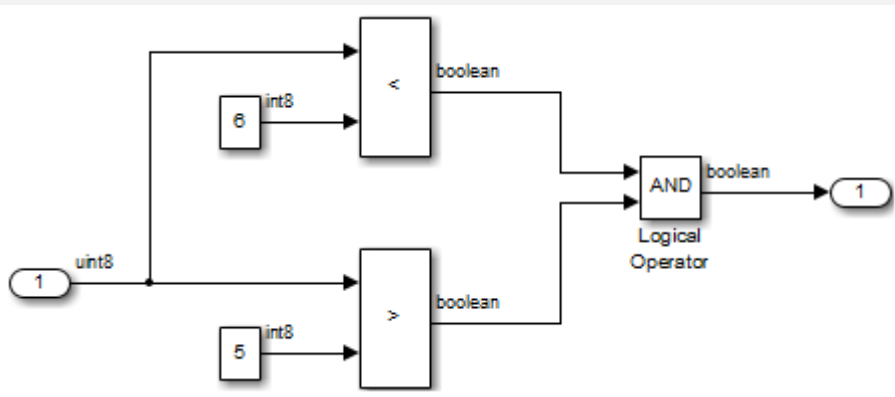 <
boolean
int8
6
AND
boolean
1
Logical
Operator
uint8
1
>
boolean
int8
5